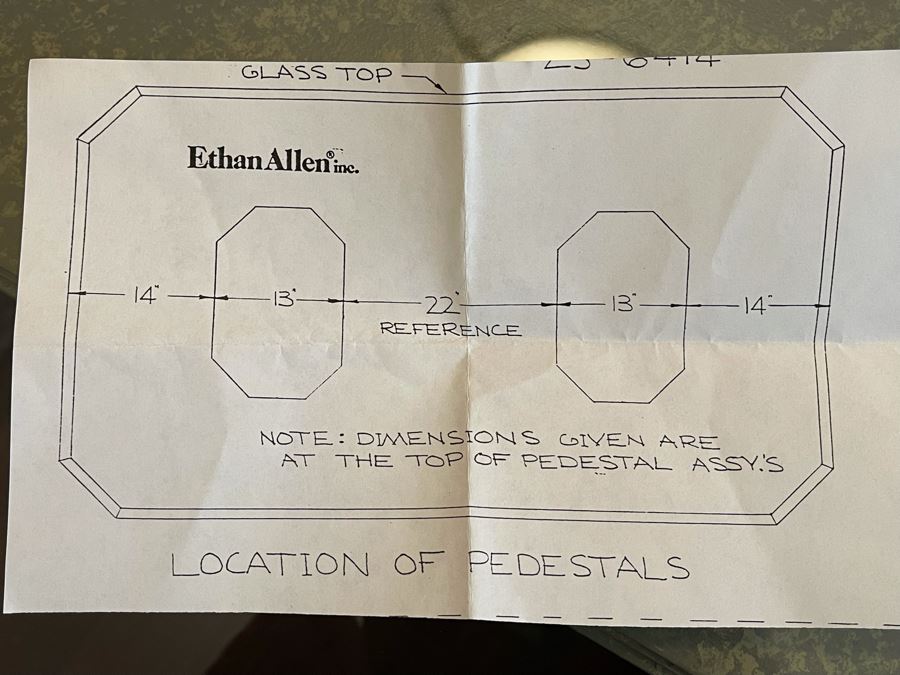 GLASS TOP
Ethan Allen® inc.
14"
13"
22"
13"
14"
REFERENCE
NOTE: DIMENSIONS GIVEN ARE
AT THE TOP OF PEDESTAL ASSY.'S
LOCATION OF PEDESTALS